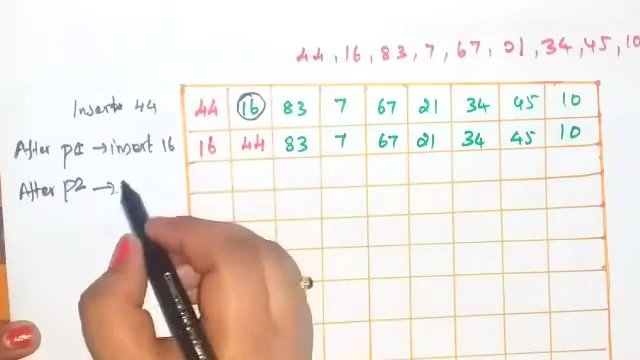 44, 16, 83, 7, 67, 21, 34, 45, 10
Insert 44 44 16 83 7 67 21 34 45 10
After P1 → insert 16 16 44 83 7 67 21 34 45 10
After P2 →